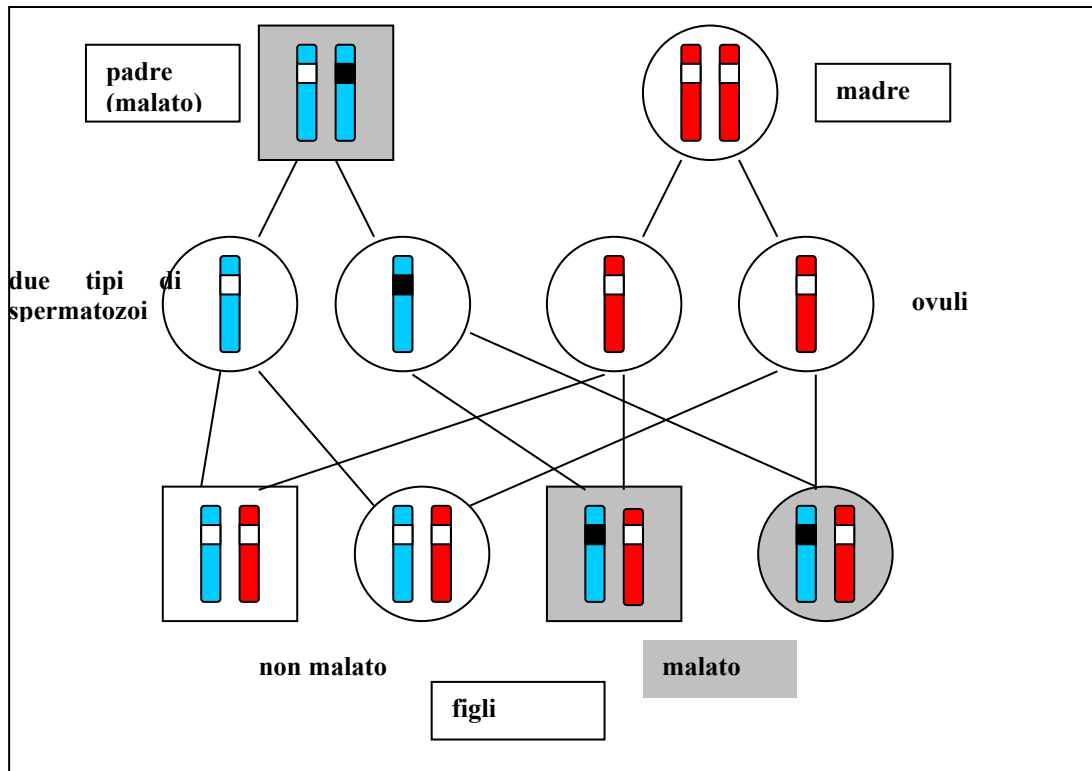 padre
(malato)
madre
due tipi di
spermatozoi
ovuli
non malato
malato
figli